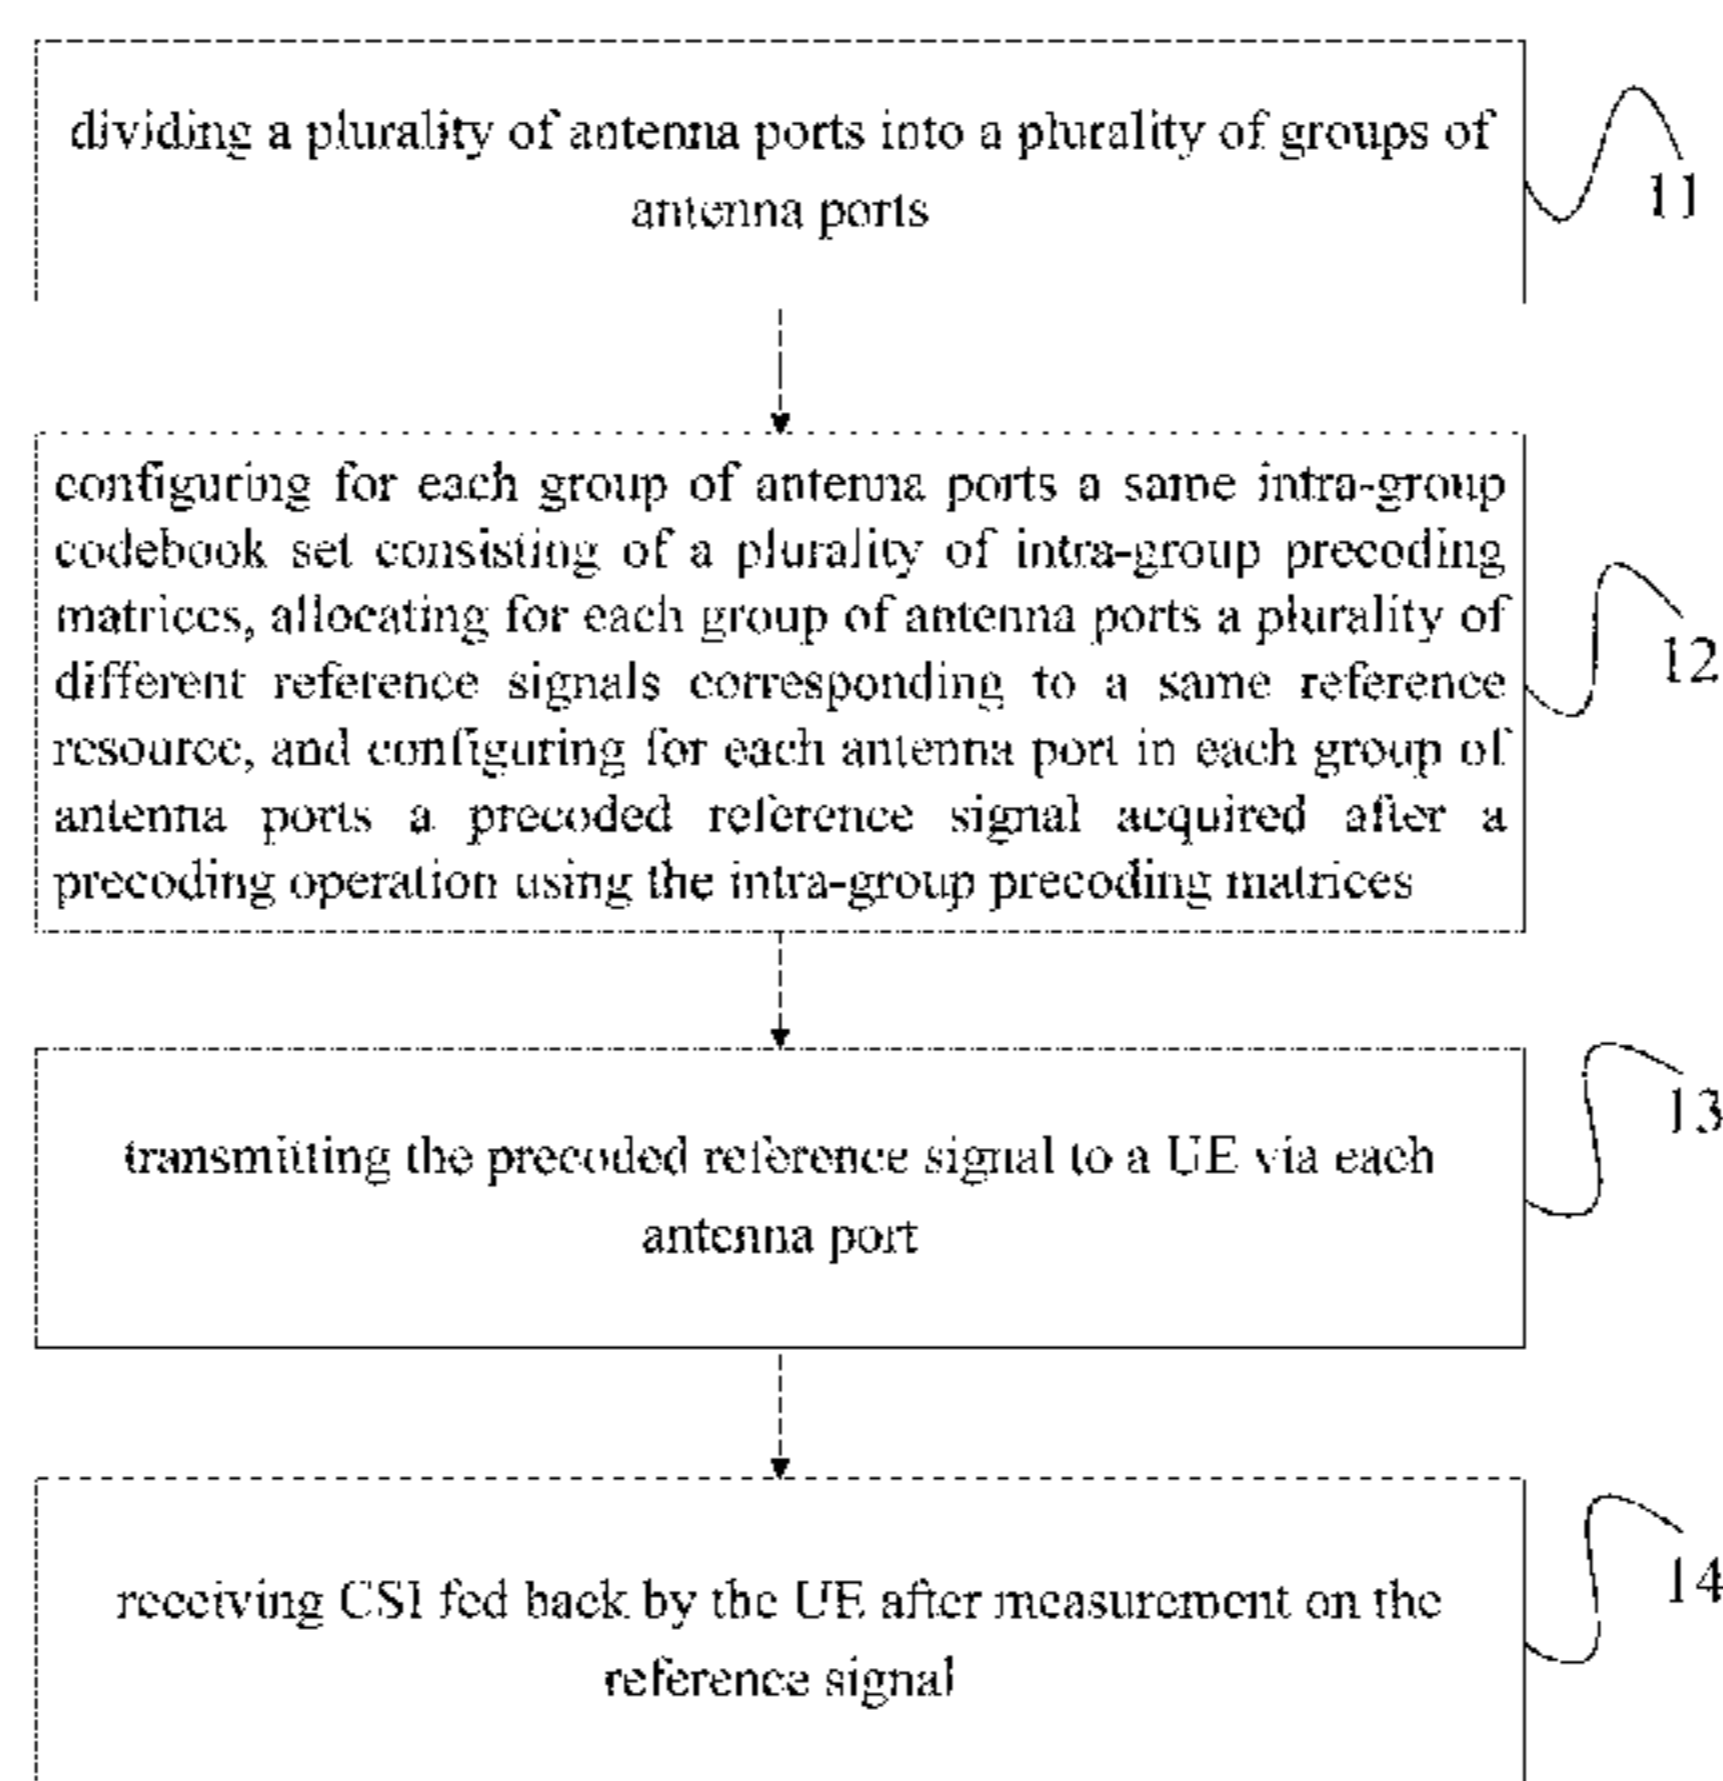 dividing a plurality of antenna ports into a plurality of groups of
antenna ports
11
configuring for each group of antenna ports a same intra-group
codebook set consisting of a plurality of intra-group precoding
matrices, allocating for each group of antenna ports a plurality of
different reference signals corresponding to a same reference
resource, and configuring for each antenna port in each group of
antenna ports a precoded reference signal acquired after a
precoding operation using the intra-group precoding matrices
12
transmitting the precoded reference signal to a UE via each
antenna port
13
receiving CSI fed back by the UE after measurement on the
reference signal
14